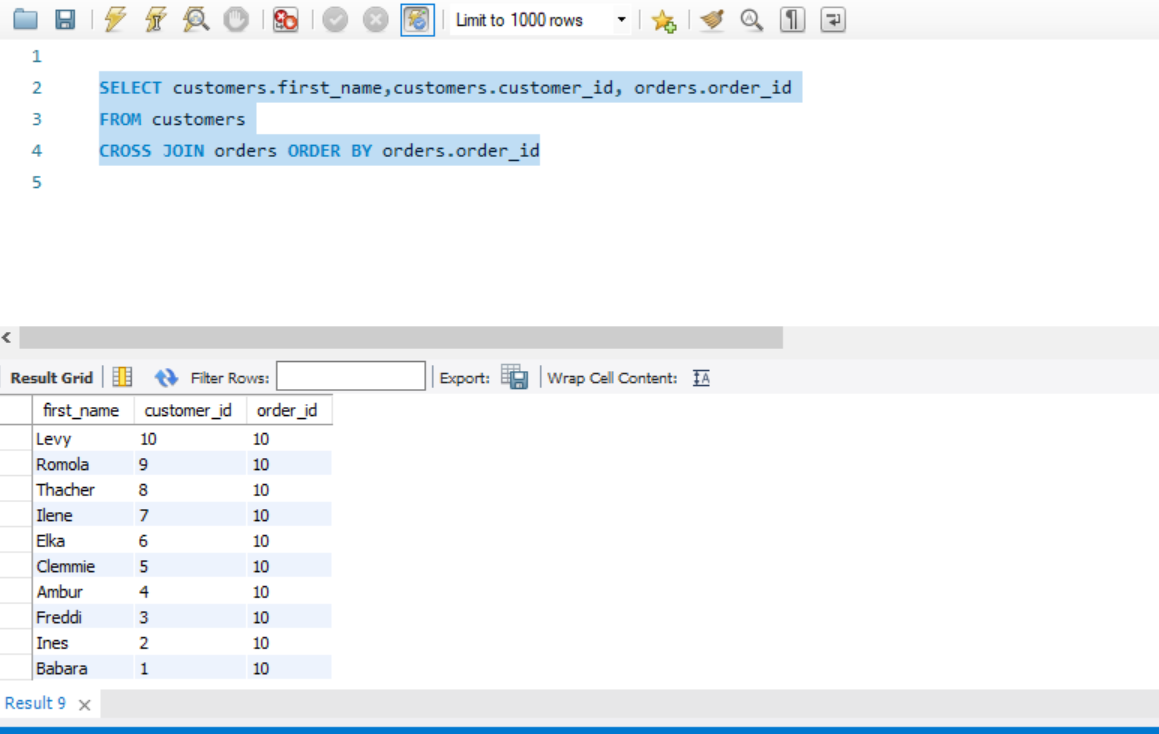 Limit to 1000 rows
1
2 SELECT customers.first_name,customers.customer_id, orders.order_id
3 FROM customers
4 CROSS JOIN orders ORDER BY orders.order_id
5
Result Grid Filter Rows: Export: Wrap Cell Content:
first_name customer_id order_id
Levy 10 10
Romola 9 10
Thacher 8 10
Ilene 7 10
Elka 6 10
Clemmie 5 10
Ambur 4 10
Freddi 3 10
Ines 2 10
Babara 1 10
Result 9